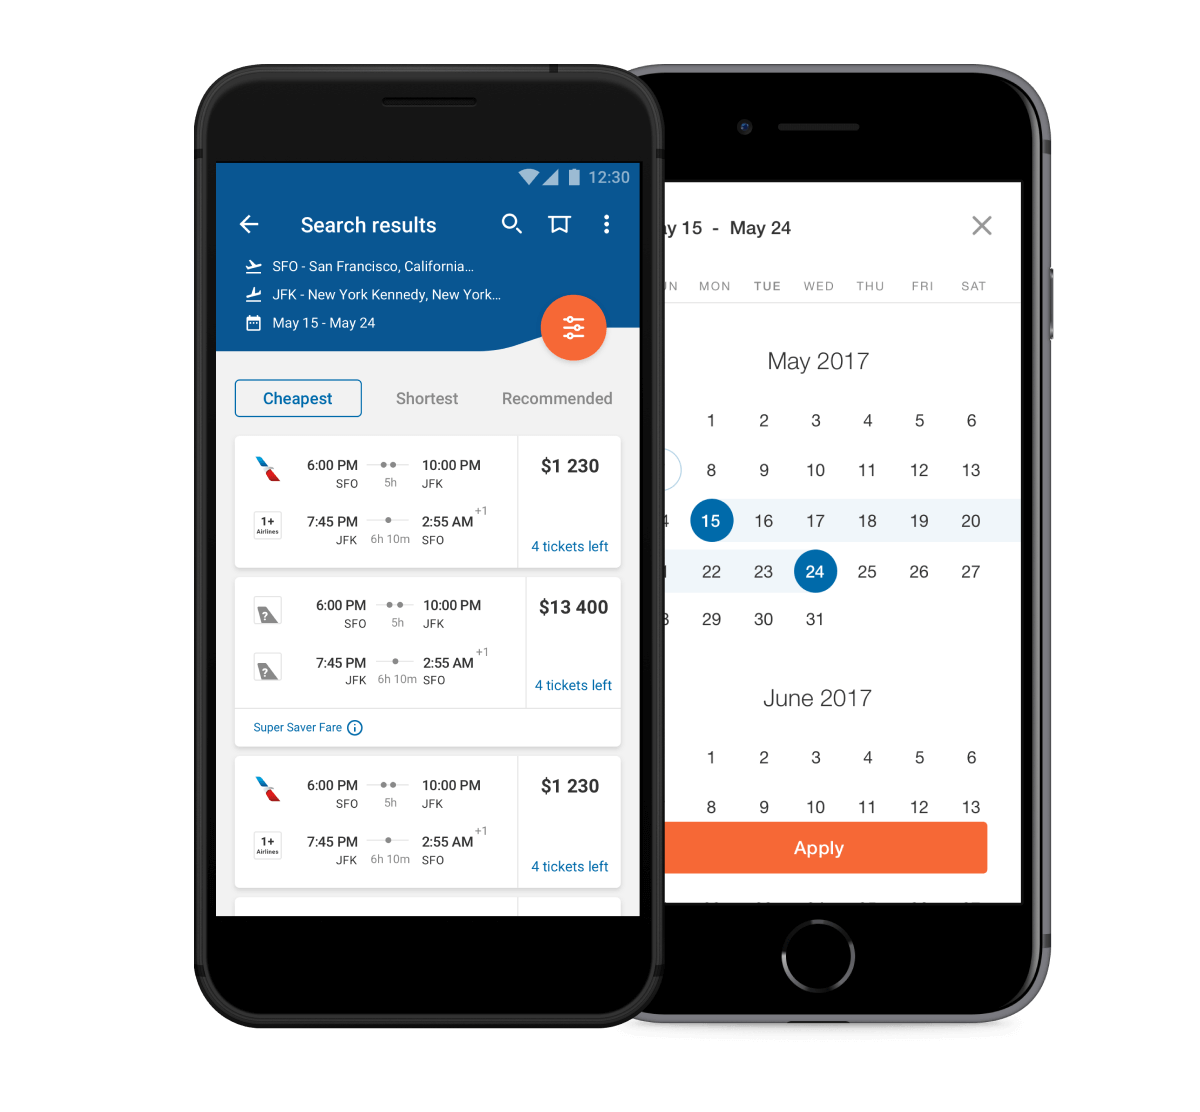 12:30
Search results
SFO - San Francisco, California...
JFK - New York Kennedy, New York...
May 15 - May 24
Cheapest Shortest Recommended
6:00 PM 10:00 PM $1 230
SFO 5h JFK
1+ Airlines 7:45 PM 2:55 AM +1
JFK 6h 10m SFO 4 tickets left
6:00 PM 10:00 PM $13 400
SFO 5h JFK
? 7:45 PM 2:55 AM +1
? JFK 6h 10m SFO 4 tickets left
Super Saver Fare
6:00 PM 10:00 PM $1 230
SFO 5h JFK
1+ Airlines 7:45 PM 2:55 AM +1
JFK 6h 10m SFO 4 tickets left
15 - May 24
MON TUE WED THU FRI SAT
May 2017
1 2 3 4 5 6
8 9 10 11 12 13
15 16 17 18 19 20
22 23 24 25 26 27
29 30 31
June 2017
1 2 3 4 5 6
8 9 10 11 12 13
Apply